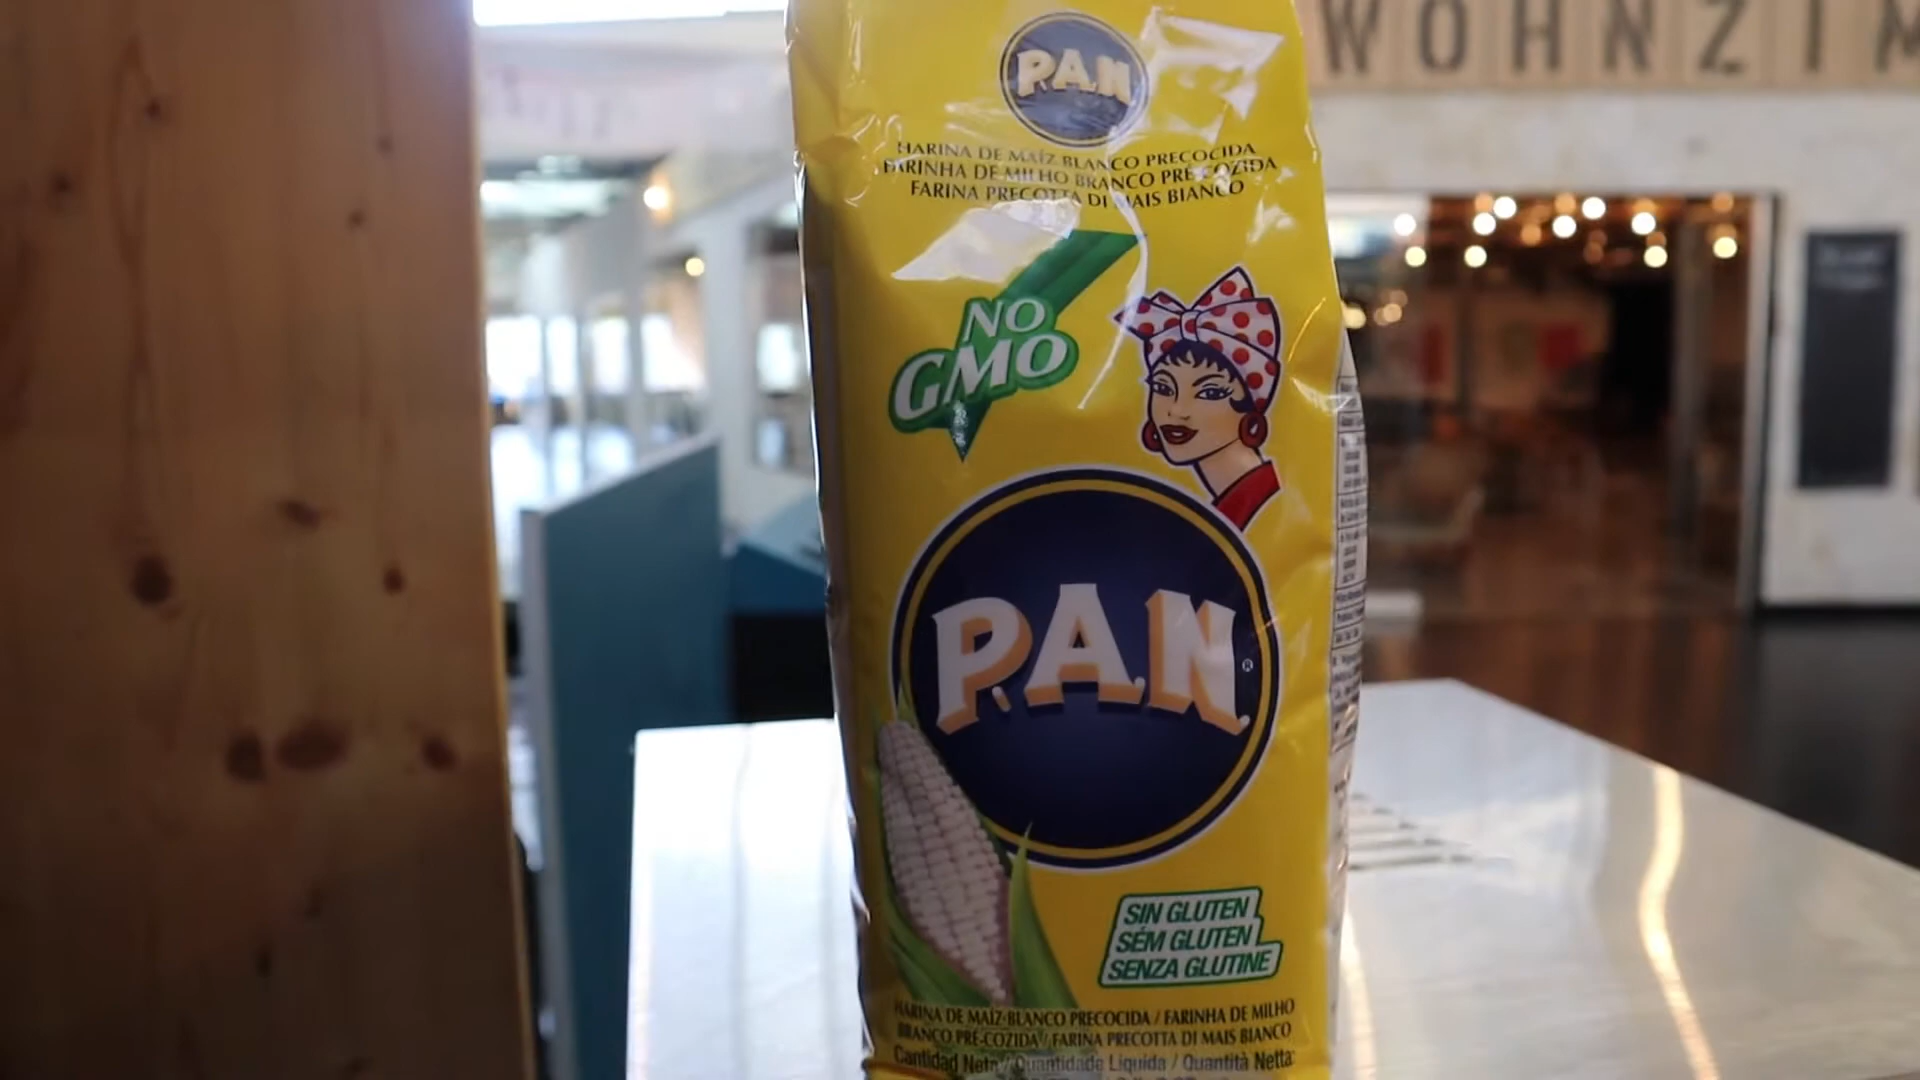 WOHNZIM
P.A.N
HARINA DE MAÍZ BLANCO PRECOCIDA
FARINHA DE MILHO BRANCO PRÉ-COZIDA
FARINA PRECOTTA DI MAIS BIANCO
NO
GMO
P.A.N.
SIN GLUTEN
SÉM GLUTEN
SENZA GLUTINE
HARINA DE MAÍZ BLANCO PRECOCIDA / FARINHA DE MILHO
BRANCO PRÉ-COZIDA / FARINA PRECOTTA DI MAIS BIANCO
Cantidad Neta / Quantidade Liquida / Quantità Netta: